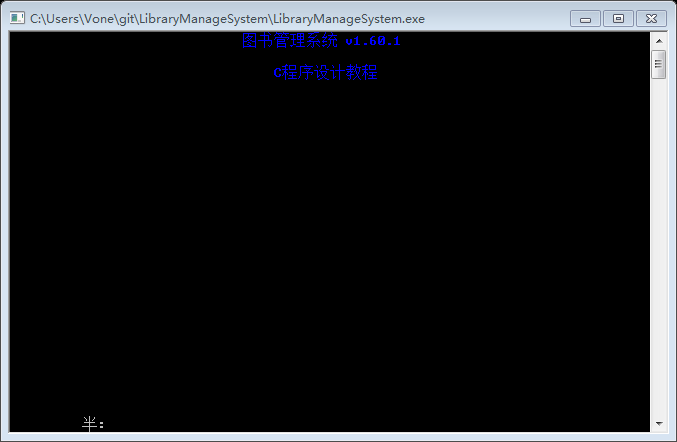 C:\Users\Vone\git\LibraryManageSystem\LibraryManageSystem.exe
图书管理系统 v1.60.1
C程序设计教程
半: